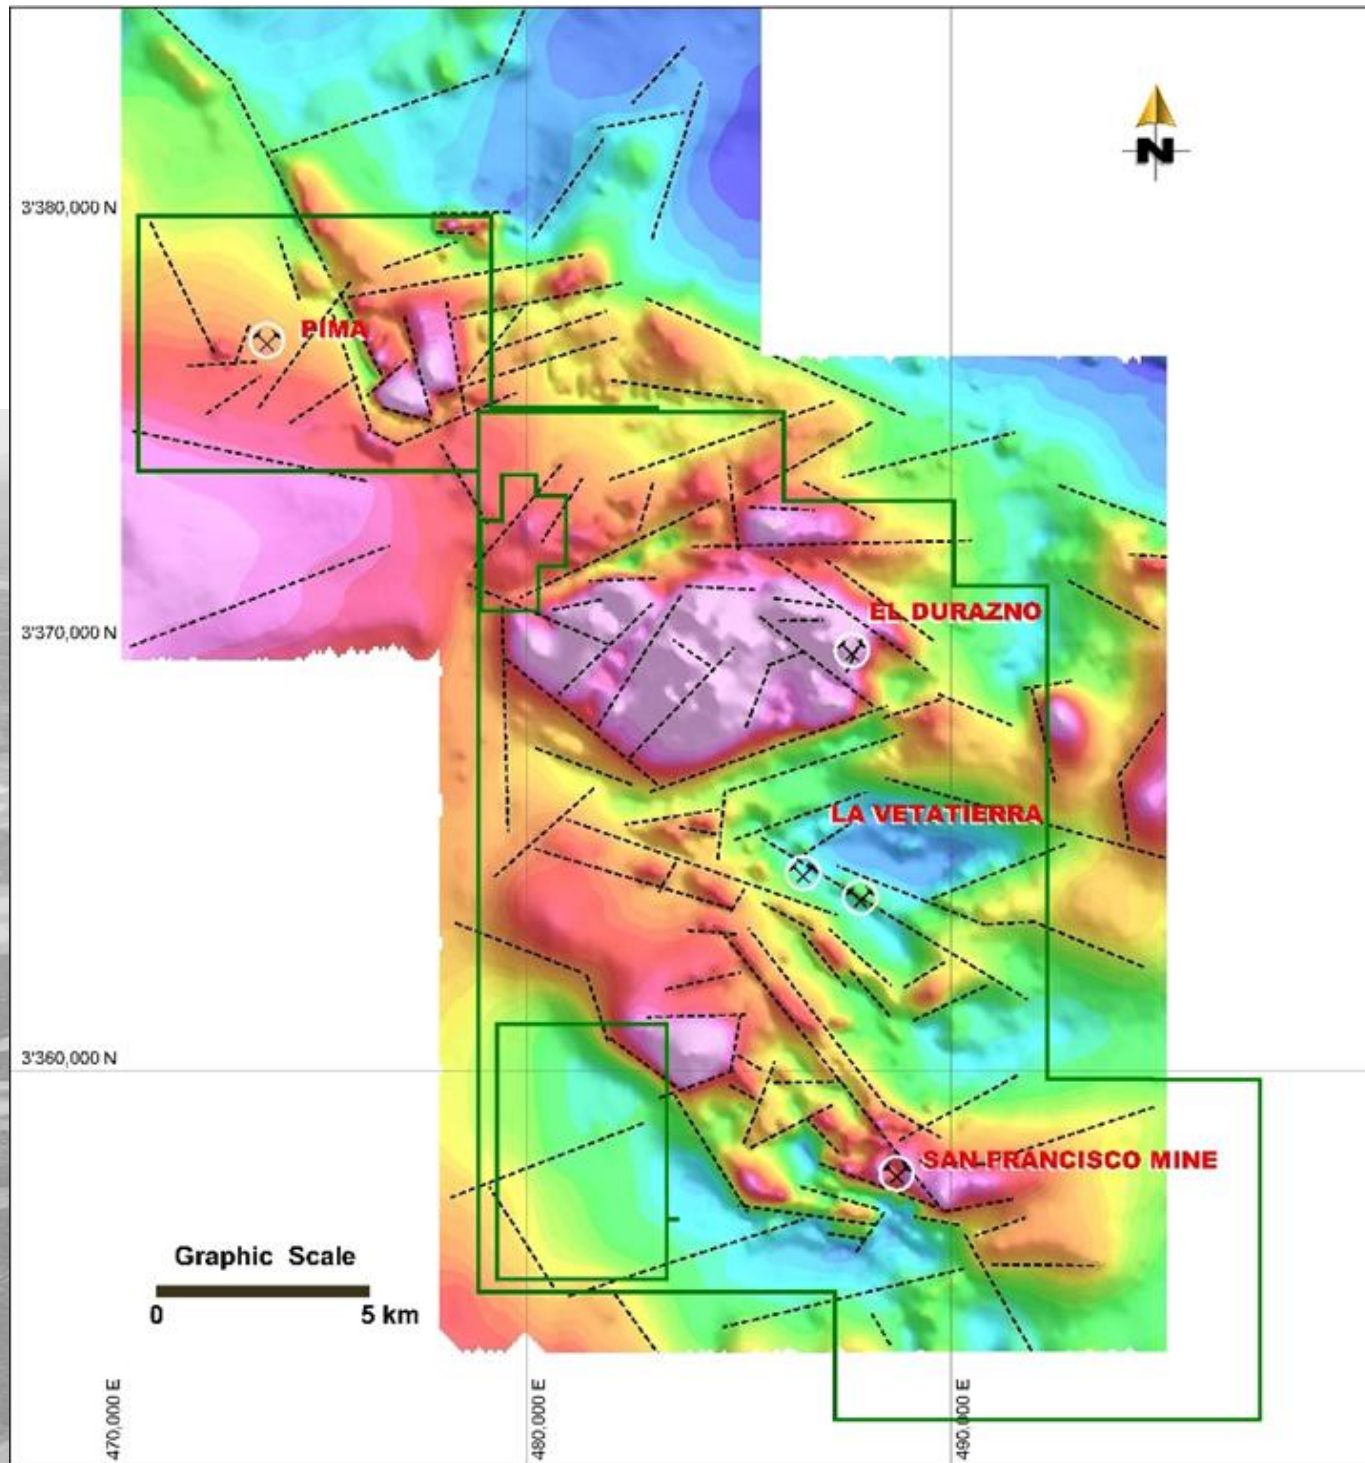 N
3'380,000 N
PIMA
EL DURAZNO
3'370,000 N
LA VETATIERRA
3'360,000 N
SAN FRANCISCO MINE
Graphic Scale
0 5 km
470,000 E
480,000 E
490,000 E